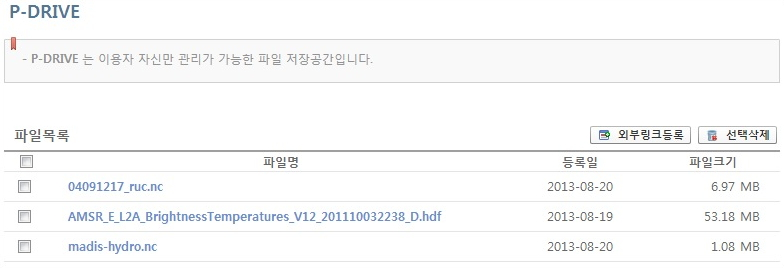 P-DRIVE
- P-DRIVE 는 이용자 자신만 관리가 가능한 파일 저장공간입니다.
파일목록 외부링크등록 선택삭제
파일명 등록일 파일크기
04091217_ruc.nc 2013-08-20 6.97 MB
AMSR_E_L2A_BrightnessTemperatures_V12_201110032238_D.hdf 2013-08-19 53.18 MB
madis-hydro.nc 2013-08-20 1.08 MB